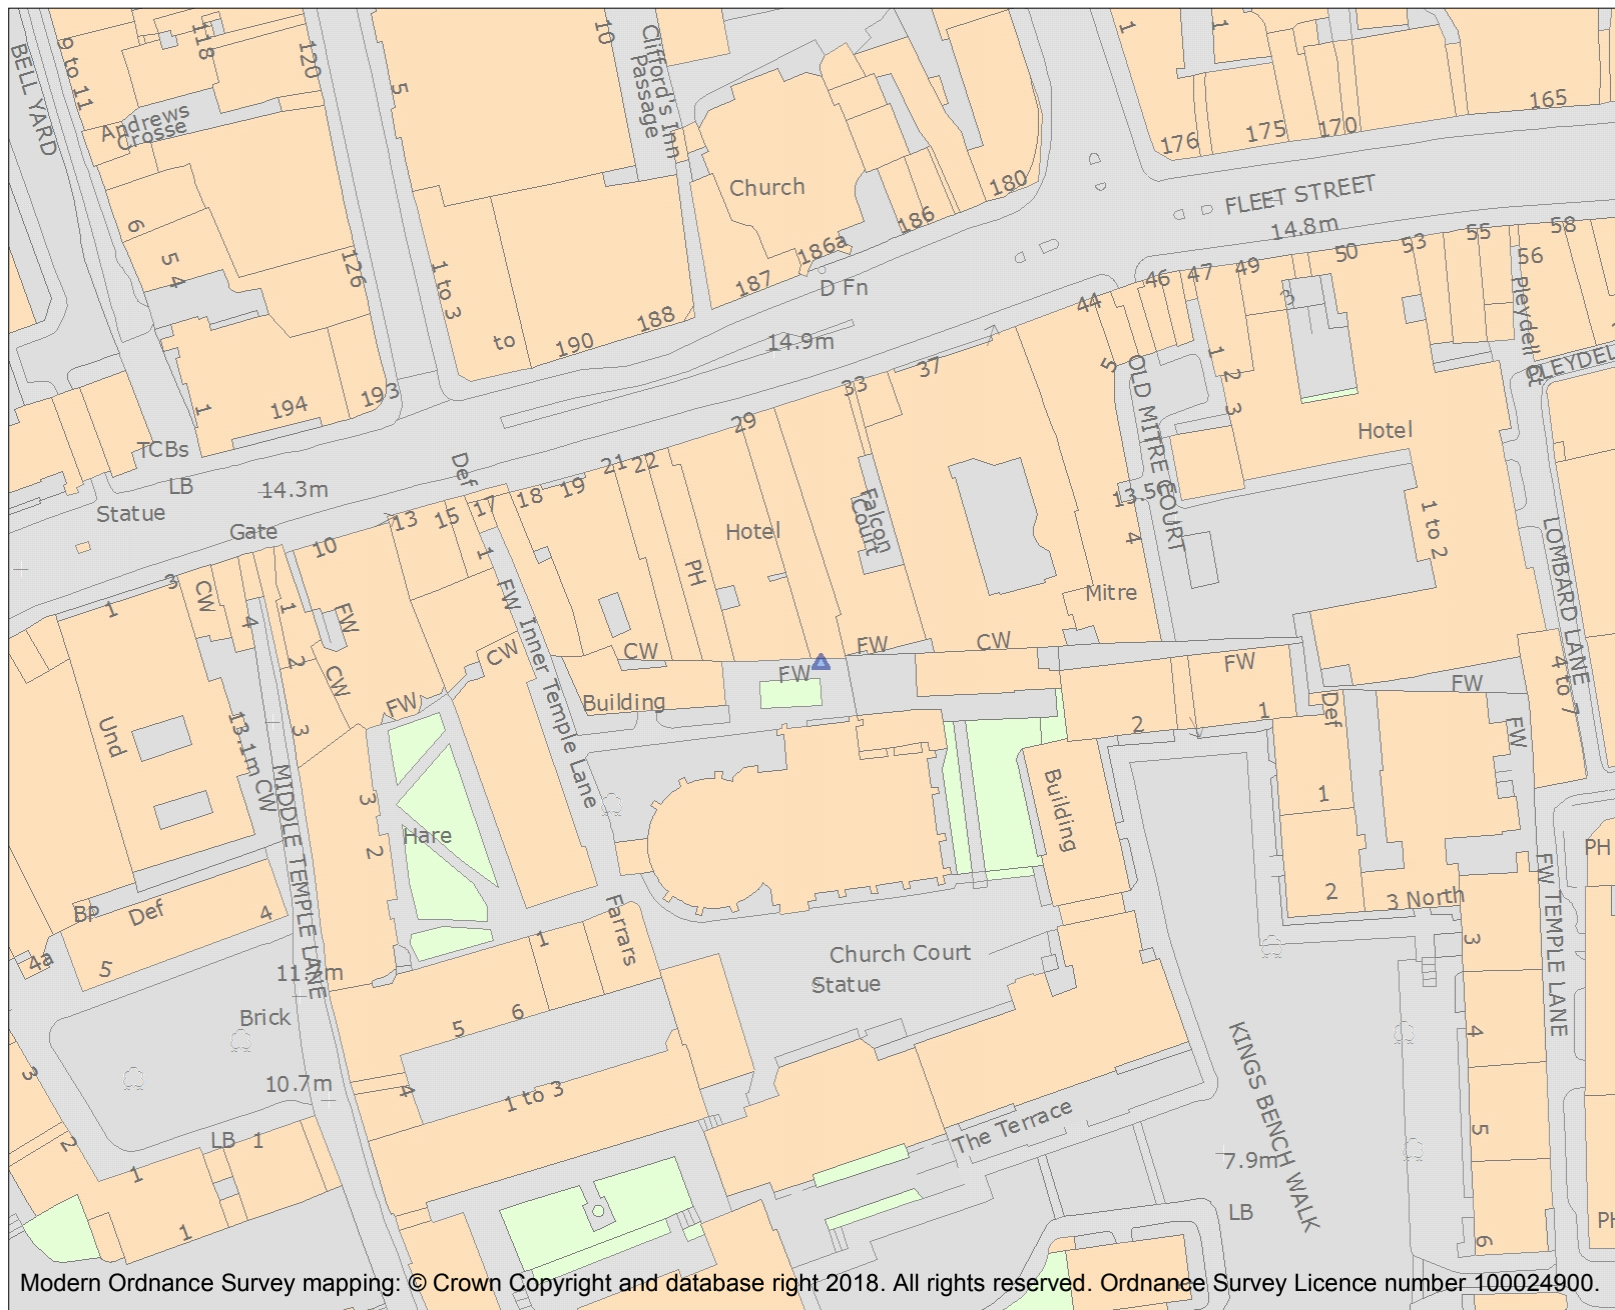 BELL YARD
9 to 11
118
120
5
10
Clifford's Inn
Passage
1
1
165
Andrews
Crosse
176
175
170
Church
180
FLEET STREET
6
186
14.8m
58
55
53
50
56
5
4
126
1 to 3
186a
187
D Fn
49
47
46
3
Pleydell Ct
44
188
to
190
14.9m
PLEYDEL
1
2
3
5
OLD MITRE COURT
37
33
193
194
1
29
Hotel
TCBs
LB
Def
21
22
14.3m
Statue
18
19
17
15
13
Falcon
Court
13.5m
1 to 2
LOMBARD LANE
Gate
10
Hotel
4
1
PH
3
CW
1
4
1
FW
FW
Inner Temple Lane
Mitre
2
CW
CW
CW
FW
FW
CW
FW
FW
4 to 7
Building
FW
Def
FW
1
2
Und
13.1m
CW
3
MIDDLE TEMPLE LANE
3
2
Hare
Building
1
PH
BP
Def
4
4a
5
Farrars
1
2
3 North
FW
TEMPLE LANE
3
11.7m
Church Court
Statue
Brick
5
6
4
3
10.7m
4
1 to 3
KINGS BENCH WALK
The Terrace
LB
1
2
1
5
7.9m
LB
1
6
PH
Modern Ordnance Survey mapping: © Crown Copyright and database right 2018. All rights reserved. Ordnance Survey Licence number 100024900.